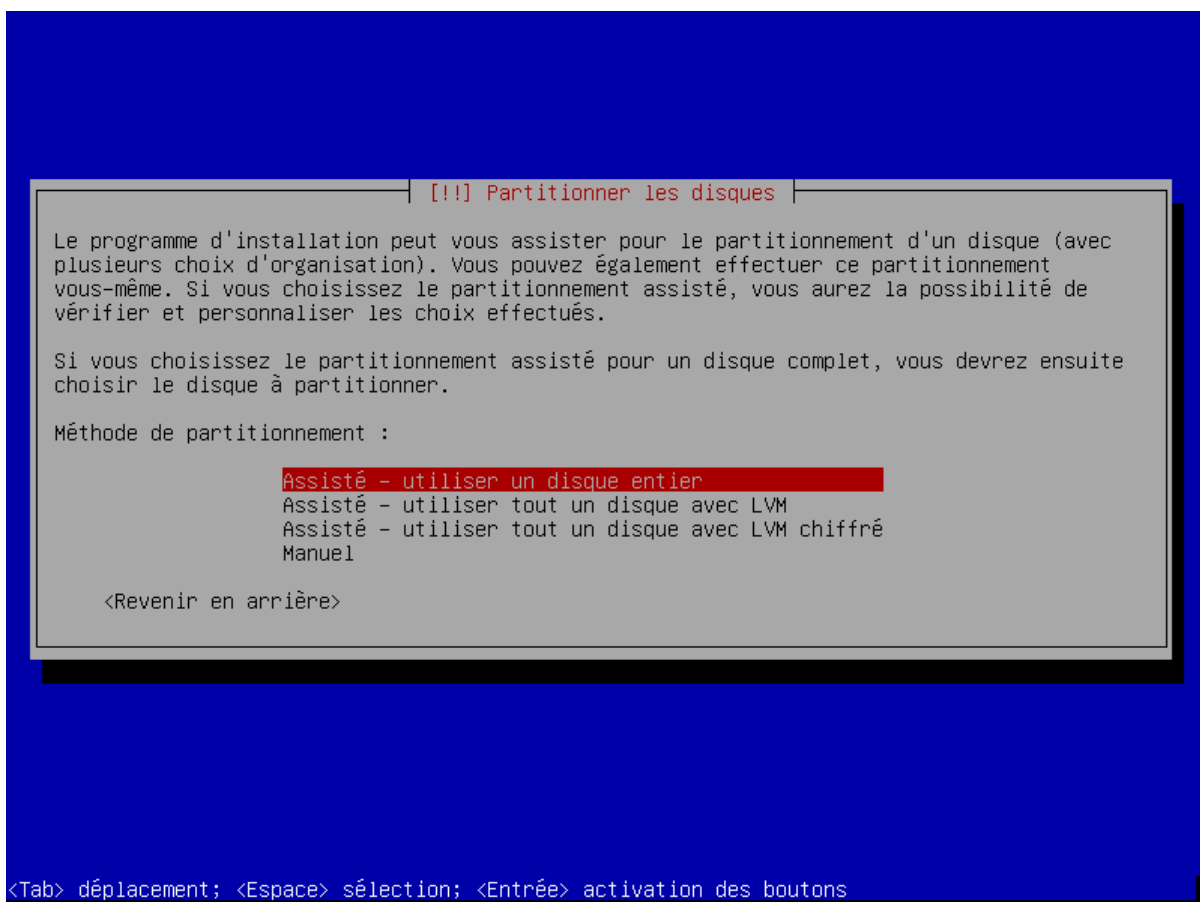 [!!] Partitionner les disques
Le programme d'installation peut vous assister pour le partitionnement d'un disque (avec
plusieurs choix d'organisation). Vous pouvez également effectuer ce partitionnement
vous-même. Si vous choisissez le partitionnement assisté, vous aurez la possibilité de
vérifier et personnaliser les choix effectués.
Si vous choisissez le partitionnement assisté pour un disque complet, vous devrez ensuite
choisir le disque à partitionner.
Méthode de partitionnement :
Assisté – utiliser un disque entier
Assisté – utiliser tout un disque avec LVM
Assisté – utiliser tout un disque avec LVM chiffré
Manuel
<Revenir en arrière>
<Tab> déplacement; <Espace> sélection; <Entrée> activation des boutons